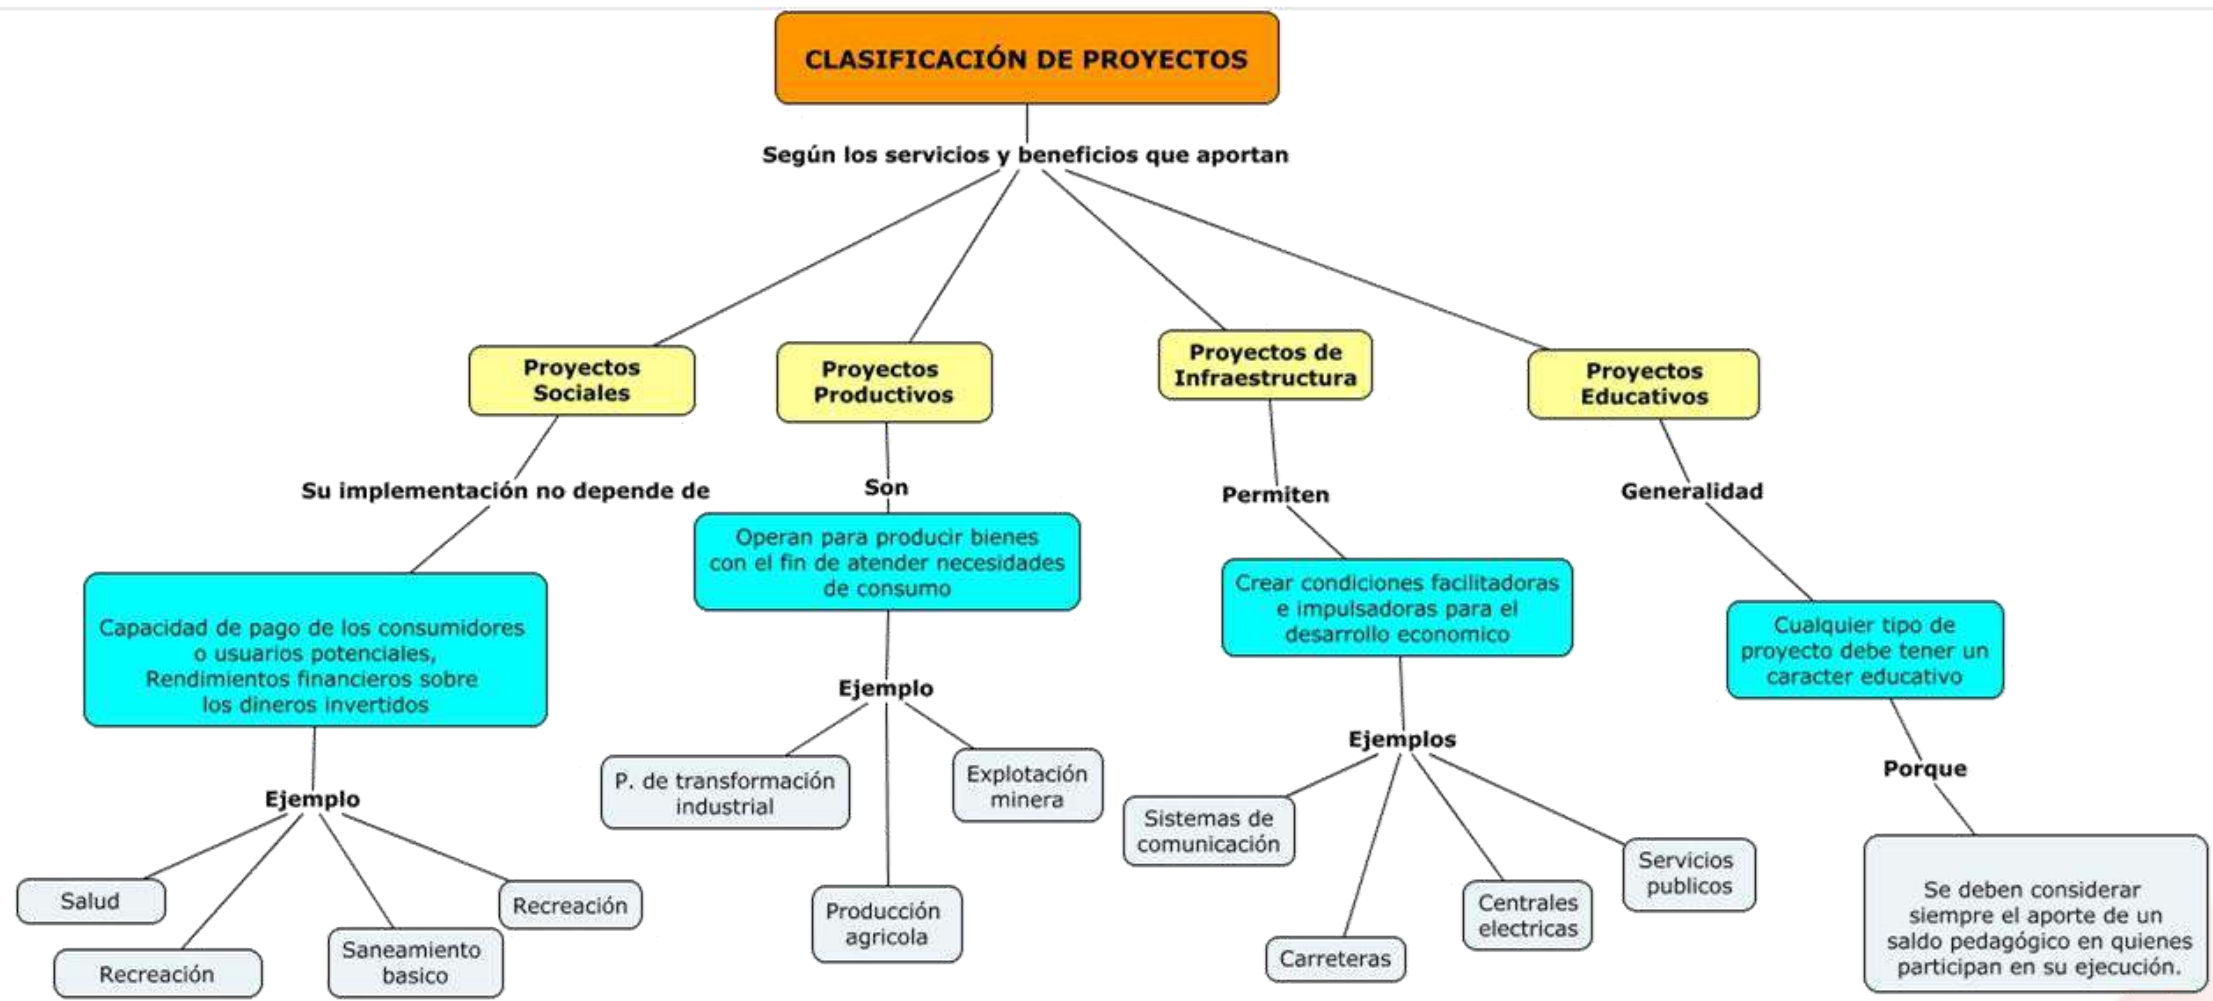 CLASIFICACIÓN DE PROYECTOS
Según los servicios y beneficios que aportan
Proyectos
Sociales
Su implementación no depende de
Capacidad de pago de los consumidores
o usuarios potenciales,
Rendimientos financieros sobre
los dineros invertidos
Ejemplo
Salud
Recreación
Saneamiento
basico
Recreación
Proyectos
Productivos
Son
Operan para producir bienes
con el fin de atender necesidades
de consumo
Ejemplo
P. de transformación
industrial
Producción
agricola
Explotación
minera
Proyectos de
Infraestructura
Permiten
Crear condiciones facilitadoras
e impulsadoras para el
desarrollo economico
Ejemplos
Sistemas de
comunicación
Carreteras
Centrales
electricas
Servicios
publicos
Proyectos
Educativos
Generalidad
Cualquier tipo de
proyecto debe tener un
caracter educativo
Porque
Se deben considerar
siempre el aporte de un
saldo pedagógico en quienes
participan en su ejecución.